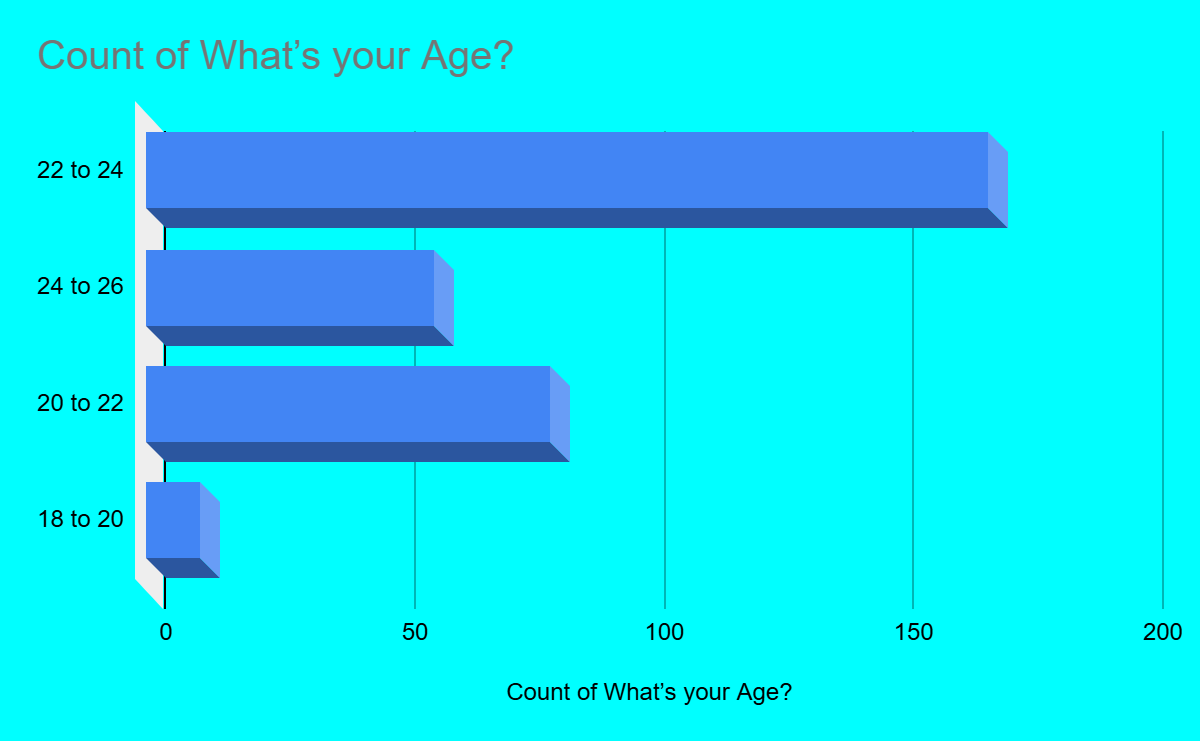 Count of What’s your Age?
22 to 24
24 to 26
20 to 22
18 to 20
0 50 100 150 200
Count of What’s your Age?